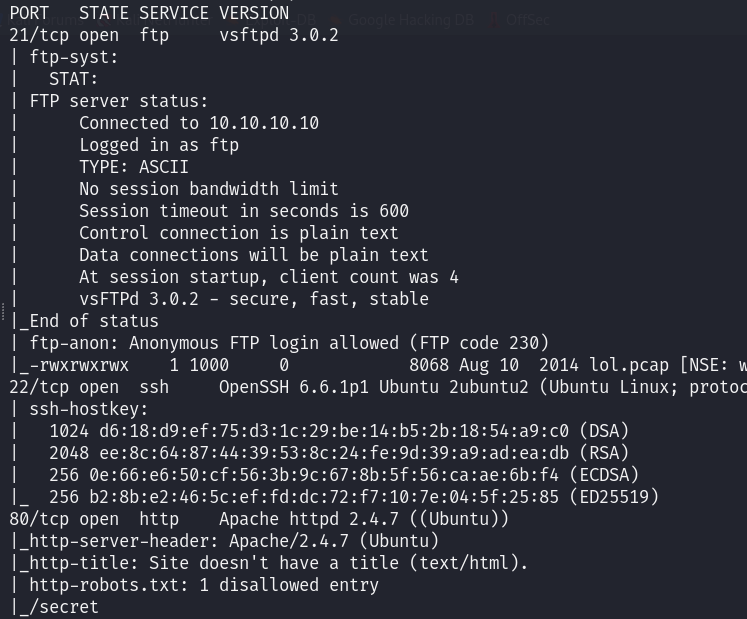 PORT   STATE SERVICE VERSION
21/tcp open  ftp     vsftpd 3.0.2
| ftp-syst:
|   STAT:
| FTP server status:
|      Connected to 10.10.10.10
|      Logged in as ftp
|      TYPE: ASCII
|      No session bandwidth limit
|      Session timeout in seconds is 600
|      Control connection is plain text
|      Data connections will be plain text
|      At session startup, client count was 4
|      vsFTPd 3.0.2 - secure, fast, stable
|_End of status
| ftp-anon: Anonymous FTP login allowed (FTP code 230)
|_-rwxrwxrwx    1 1000     0            8068 Aug 10  2014 lol.pcap [NSE: w
22/tcp open  ssh     OpenSSH 6.6.1p1 Ubuntu 2ubuntu2 (Ubuntu Linux; protoc
| ssh-hostkey:
|   1024 d6:18:d9:ef:75:d3:1c:29:be:14:b5:2b:18:54:a9:c0 (DSA)
|   2048 ee:8c:64:87:44:39:53:8c:24:fe:9d:39:a9:ad:ea:db (RSA)
|   256 0e:66:e6:50:cf:56:3b:9c:67:8b:5f:56:ca:ae:6b:f4 (ECDSA)
|_  256 b2:8b:e2:46:5c:ef:fd:dc:72:f7:10:7e:04:5f:25:85 (ED25519)
80/tcp open  http    Apache httpd 2.4.7 ((Ubuntu))
|_http-server-header: Apache/2.4.7 (Ubuntu)
|_http-title: Site doesn't have a title (text/html).
| http-robots.txt: 1 disallowed entry
|_/secret
Google Hacking DB
OffSec